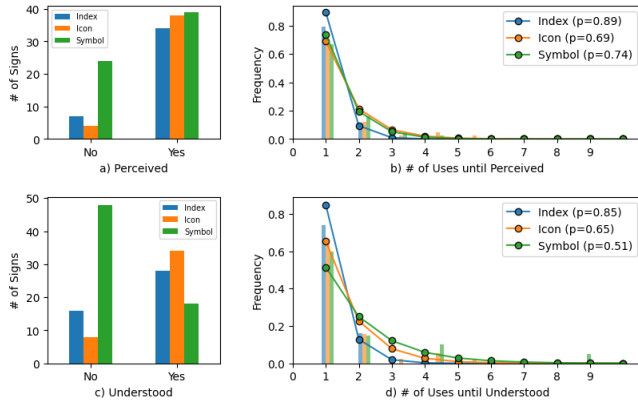 # of Signs
40
30
20
10
0
Index
Icon
Symbol
No
Yes
a) Perceived
Frequency
0.8
0.6
0.4
0.2
0.0
Index (p=0.89)
Icon (p=0.69)
Symbol (p=0.74)
0 1 2 3 4 5 6 7 8 9
b) # of Uses until Perceived
# of Signs
50
40
30
20
10
0
Index
Icon
Symbol
No
Yes
c) Understood
Frequency
0.8
0.6
0.4
0.2
0.0
Index (p=0.85)
Icon (p=0.65)
Symbol (p=0.51)
0 1 2 3 4 5 6 7 8 9
d) # of Uses until Understood